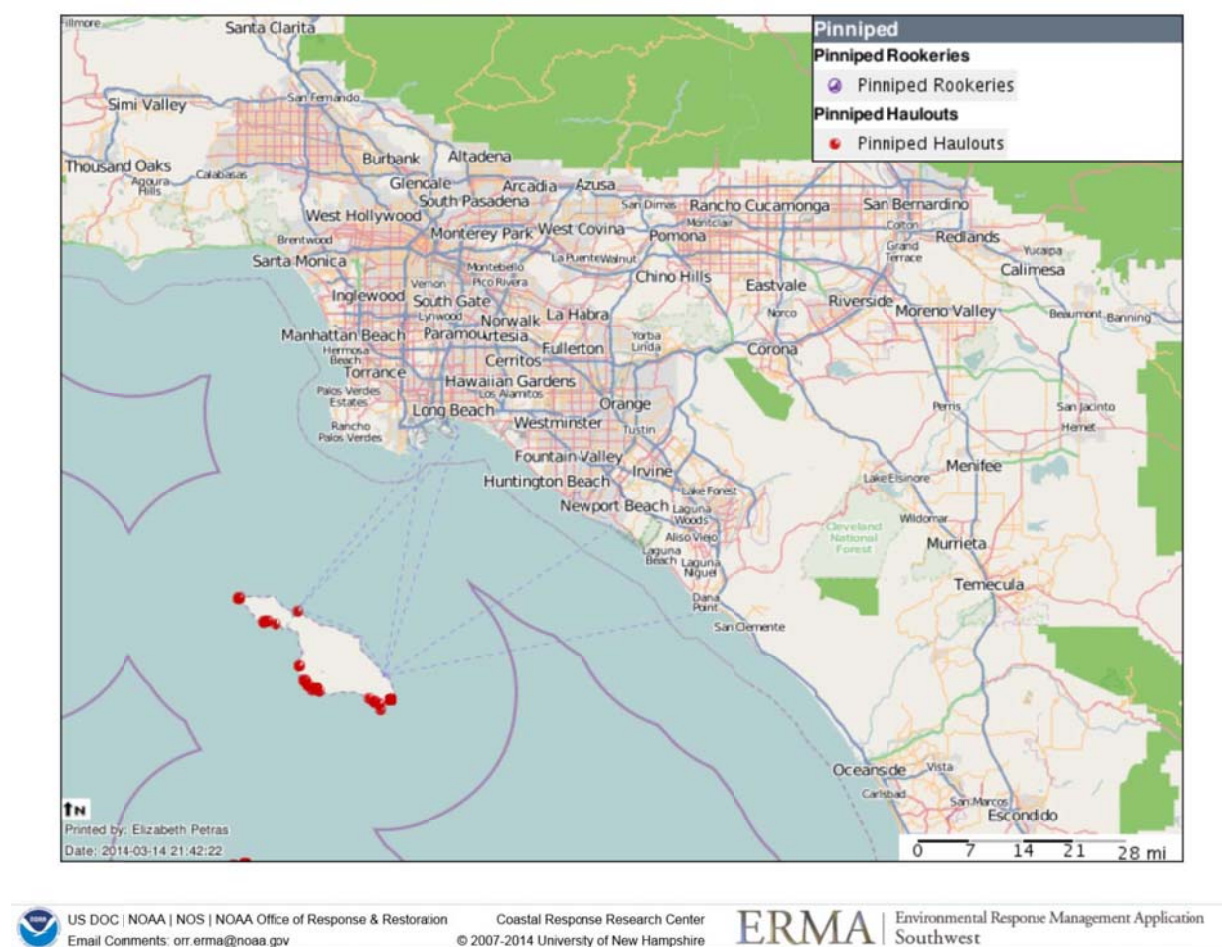 Fillmore
Santa Clarita
Simi Valley
San Fernando
Thousand Oaks
Agoura
Hills
Calabasas
Burbank
Altadena
Glendale
Arcadia
Azusa
South Pasadena
San Dimas
Rancho Cucamonga
San Bernardino
West Hollywood
Monterey Park
West Covina
Montclair
Pomona
Colton
Grand
Terrace
Redlands
Brentwood
Santa Monica
Montebello
La Puente
Walnut
Yucaipa
Calimesa
Inglewood
Vernon
Pico Rivera
Chino Hills
Eastvale
South Gate
Lynwood
Norwalk
La Habra
Norco
Riverside
Moreno Valley
Beaumont
Banning
Manhattan Beach
Paramou
Artesia
Hermosa
Beach
Cerritos
Fullerton
Yorba
Linda
Corona
Torrance
Hawaiian Gardens
Los Alamitos
Palos Verdes
Estates
Long Beach
Orange
Perris
San Jacinto
Hemet
Rancho
Palos Verdes
Westminster
Tustin
Fountain Valley
Irvine
Menifee
Huntington Beach
Lake Forest
Lake Elsinore
Newport Beach
Laguna
Woods
Aliso Viejo
Wildomar
Cleveland
National
Forest
Murrieta
Laguna
Beach
Laguna
Niguel
Temecula
Dana
Point
San Clemente
Oceanside
Vista
Carlsbad
San Marcos
Escondido
Pinniped
Pinniped Rookeries
Pinniped Rookeries
Pinniped Haulouts
Pinniped Haulouts
N
Printed by: Elizabeth Petras
Date: 2014-03-14 21:42:22
0 7 14 21 28 mi
US DOC | NOAA | NOS | NOAA Office of Response & Restoration
Email Comments: orr.erma@noaa.gov
Coastal Response Research Center
© 2007-2014 University of New Hampshire
ERMA
Environmental Response Management Application
Southwest